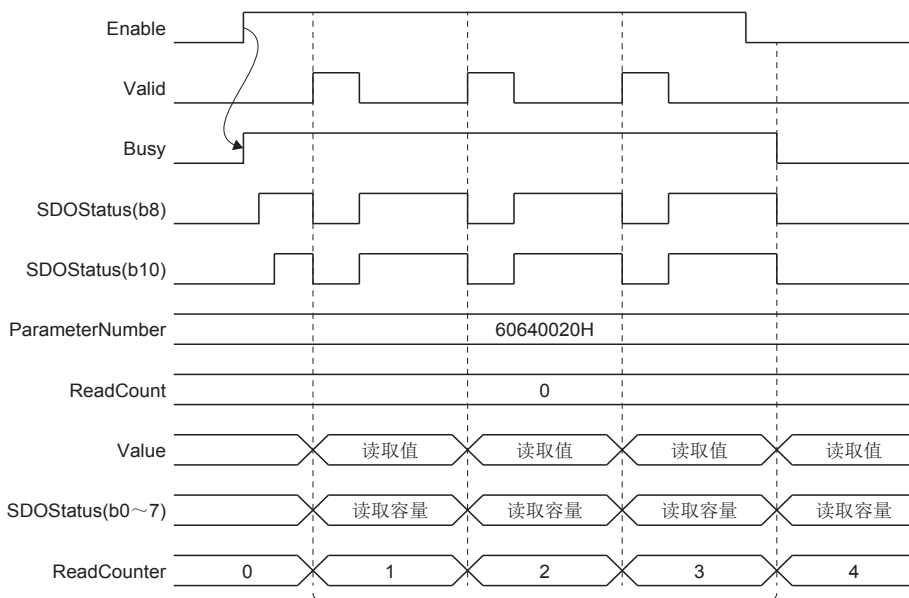 Enable
Valid
Busy
SDOStatus(b8)
SDOStatus(b10)
ParameterNumber 60640020H
ReadCount 0
Value 读取值 读取值 读取值 读取值
SDOStatus(b0～7) 读取容量 读取容量 读取容量 读取容量
ReadCounter 0 1 2 3 4